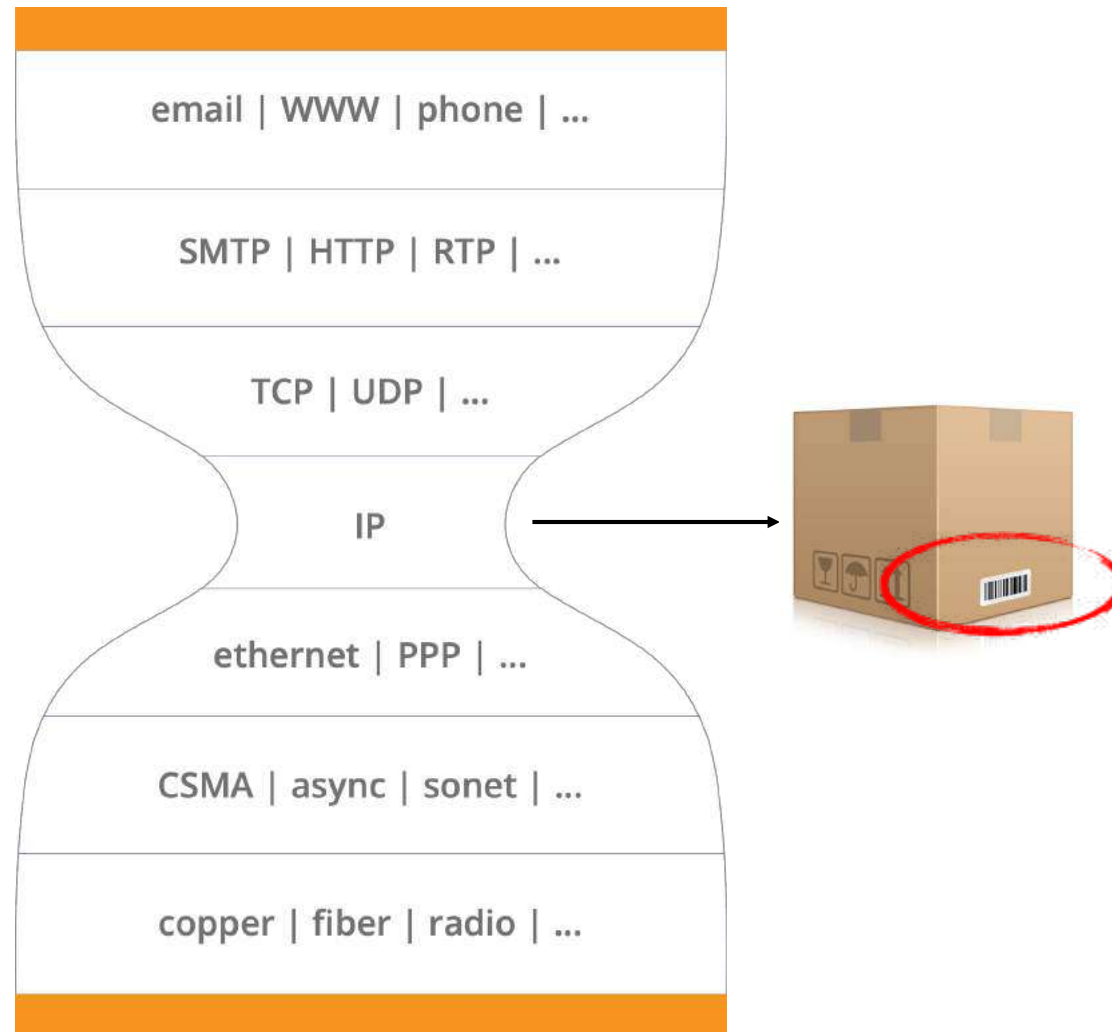 email | WWW | phone | ...
SMTP | HTTP | RTP | ...
TCP | UDP | ...
IP
ethernet | PPP | ...
CSMA | async | sonet | ...
copper | fiber | radio | ...